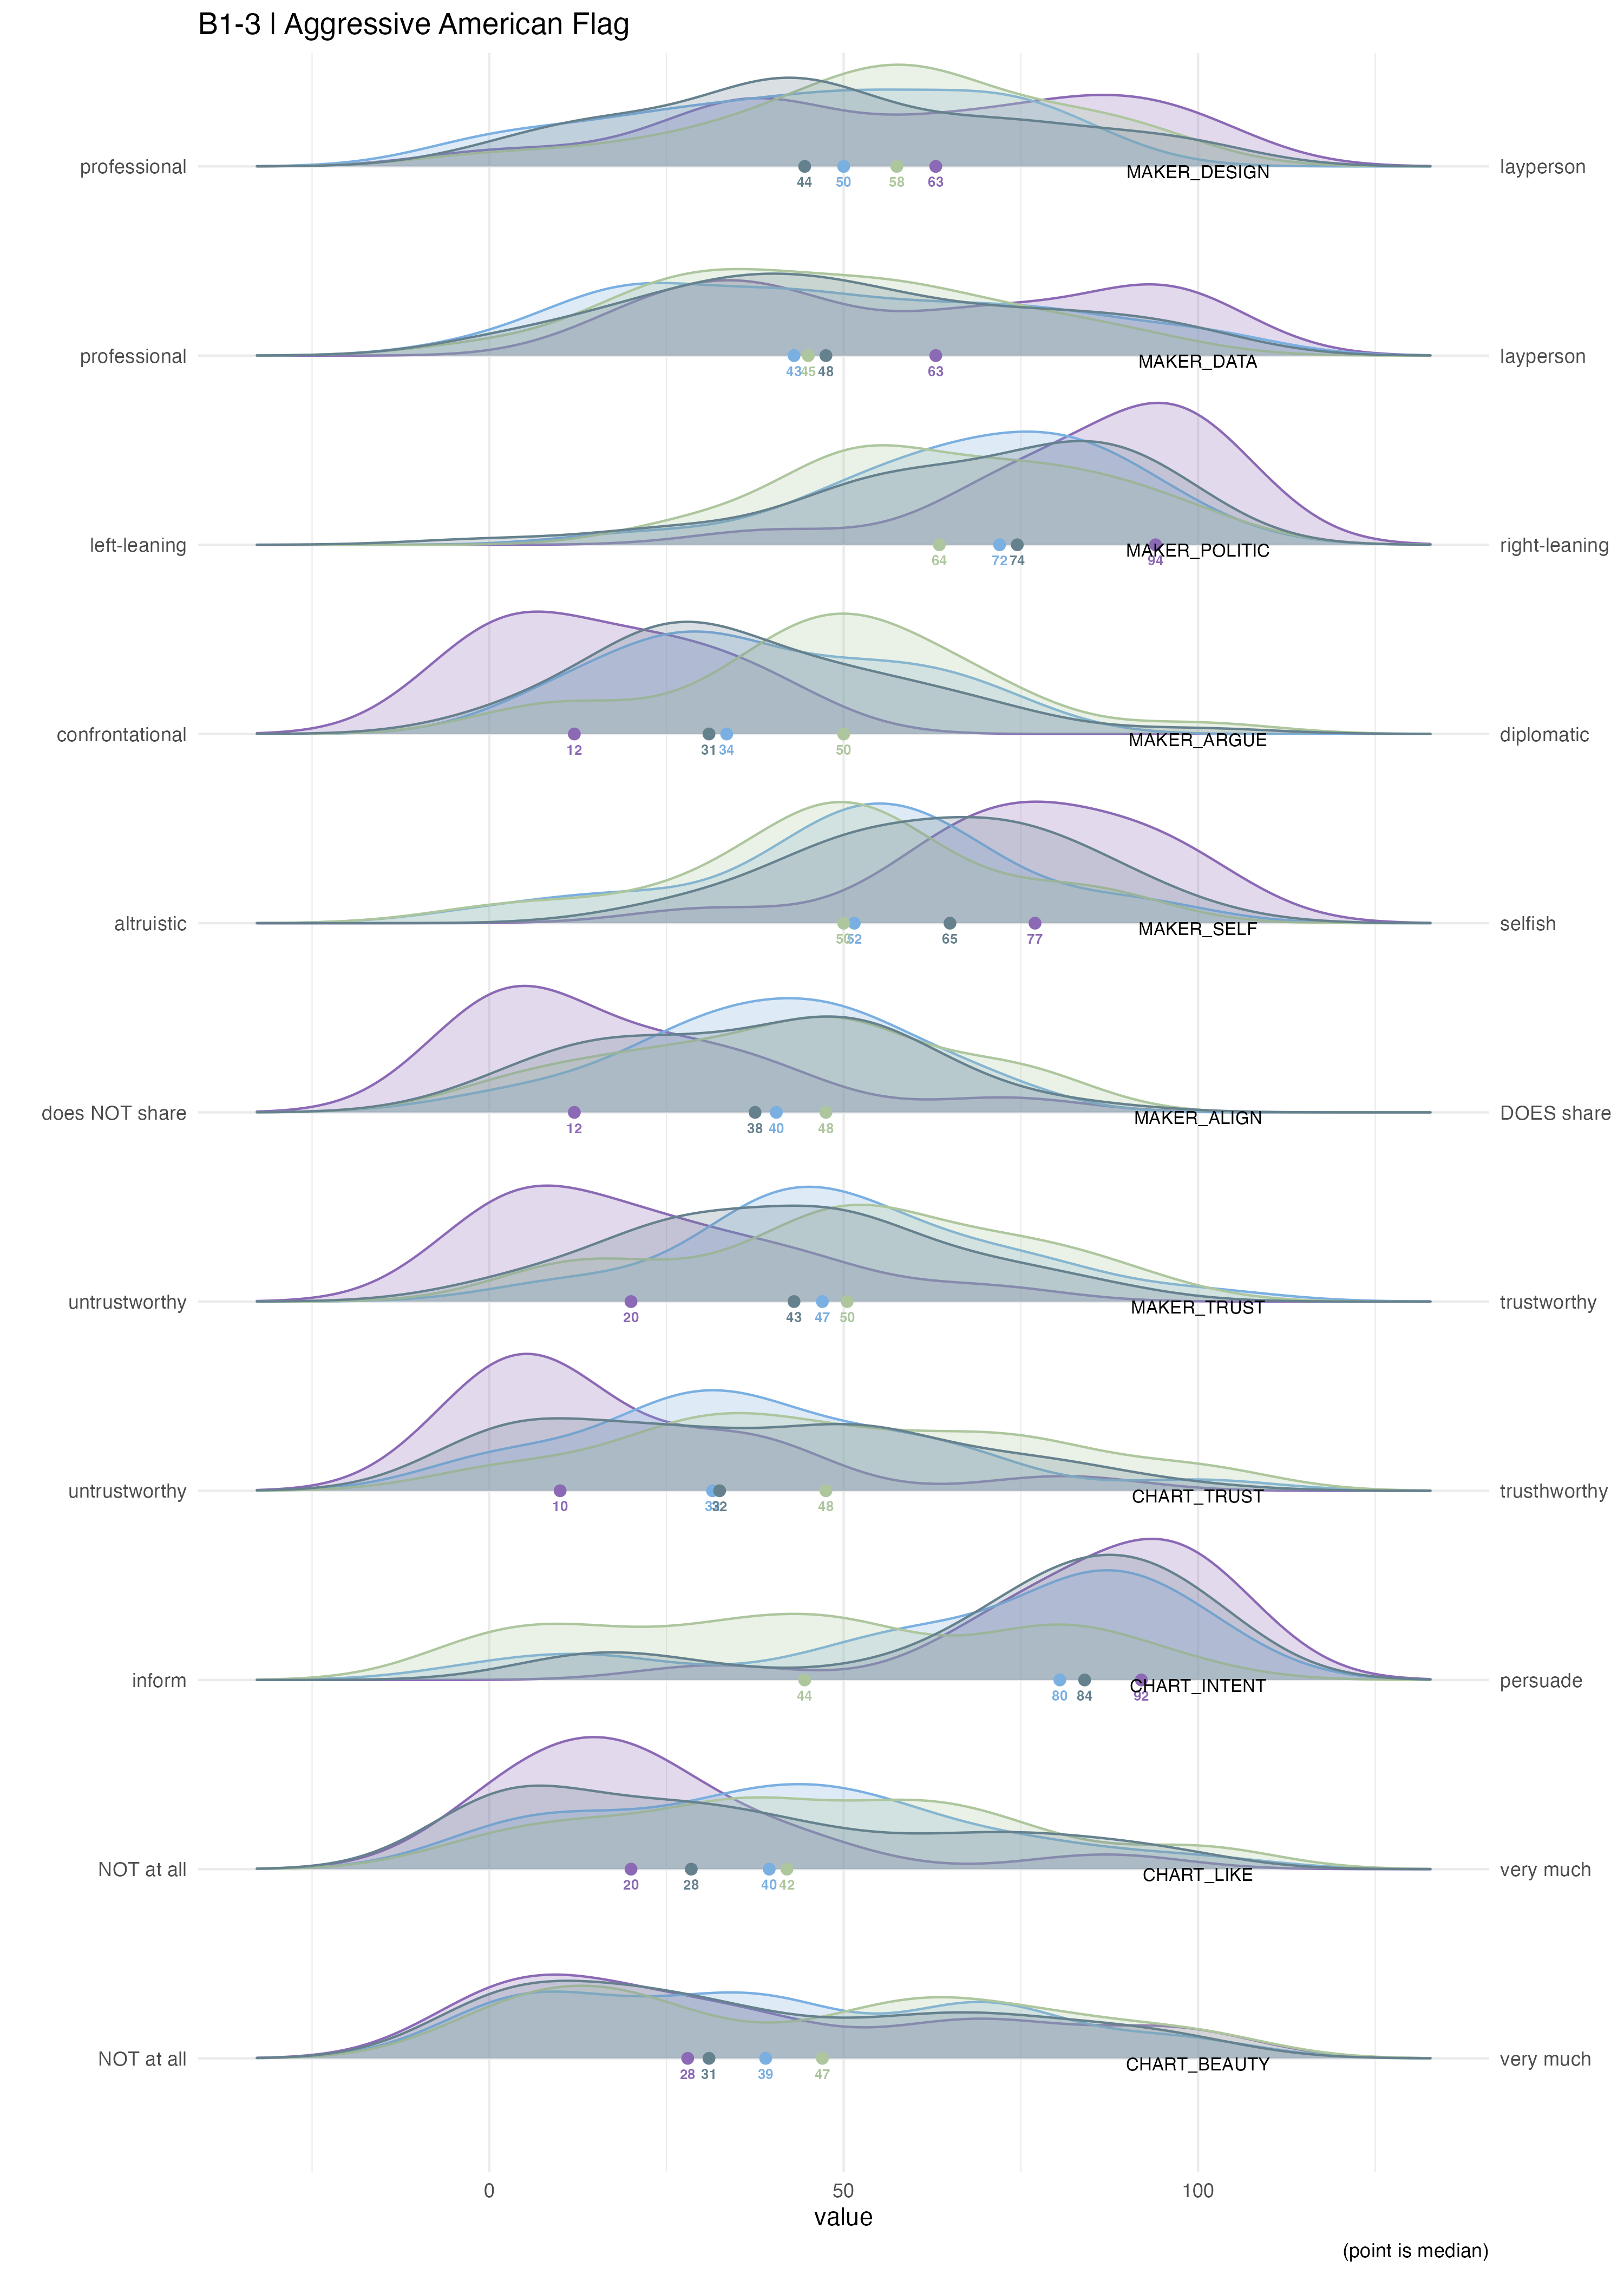 B1-3 | Aggressive American Flag
professional MAKER_DESIGN layperson
44 50 58 63
professional MAKER_DATA layperson
43 45 48 63
left-leaning MAKER_POLITIC right-leaning
64 72 74 94
confrontational MAKER_ARGUE diplomatic
12 31 34 50
altruistic MAKER_SELF selfish
50 52 65 77
does NOT share MAKER_ALIGN DOES share
12 38 40 48
untrustworthy MAKER_TRUST trustworthy
20 43 47 50
untrustworthy CHART_TRUST trusthworthy
10 32 48
inform CHART_INTENT persuade
44 80 84 92
NOT at all CHART_LIKE very much
20 28 40 42
NOT at all CHART_BEAUTY very much
28 31 39 47
0 50 100
value
(point is median)